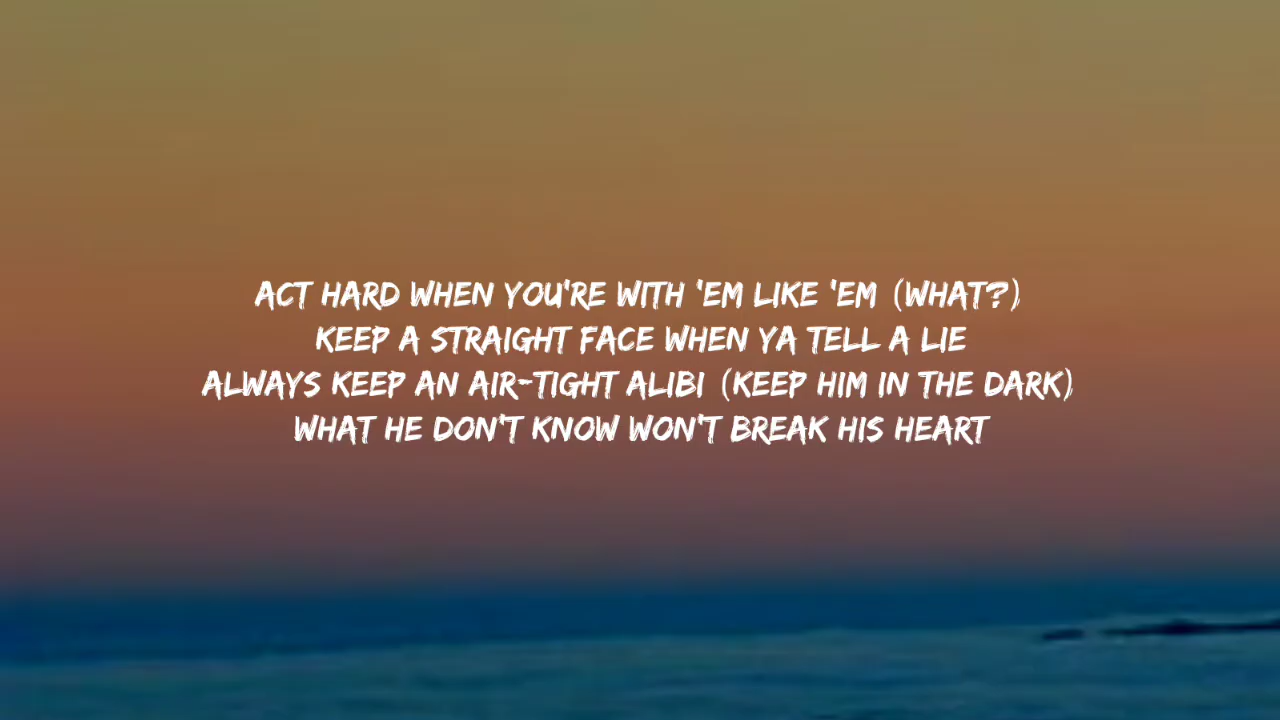 ACT HARD WHEN YOU'RE WITH 'EM LIKE 'EM (WHAT?)
KEEP A STRAIGHT FACE WHEN YA TELL A LIE
ALWAYS KEEP AN AIR-TIGHT ALIBI (KEEP HIM IN THE DARK)
WHAT HE DON'T KNOW WON'T BREAK HIS HEART